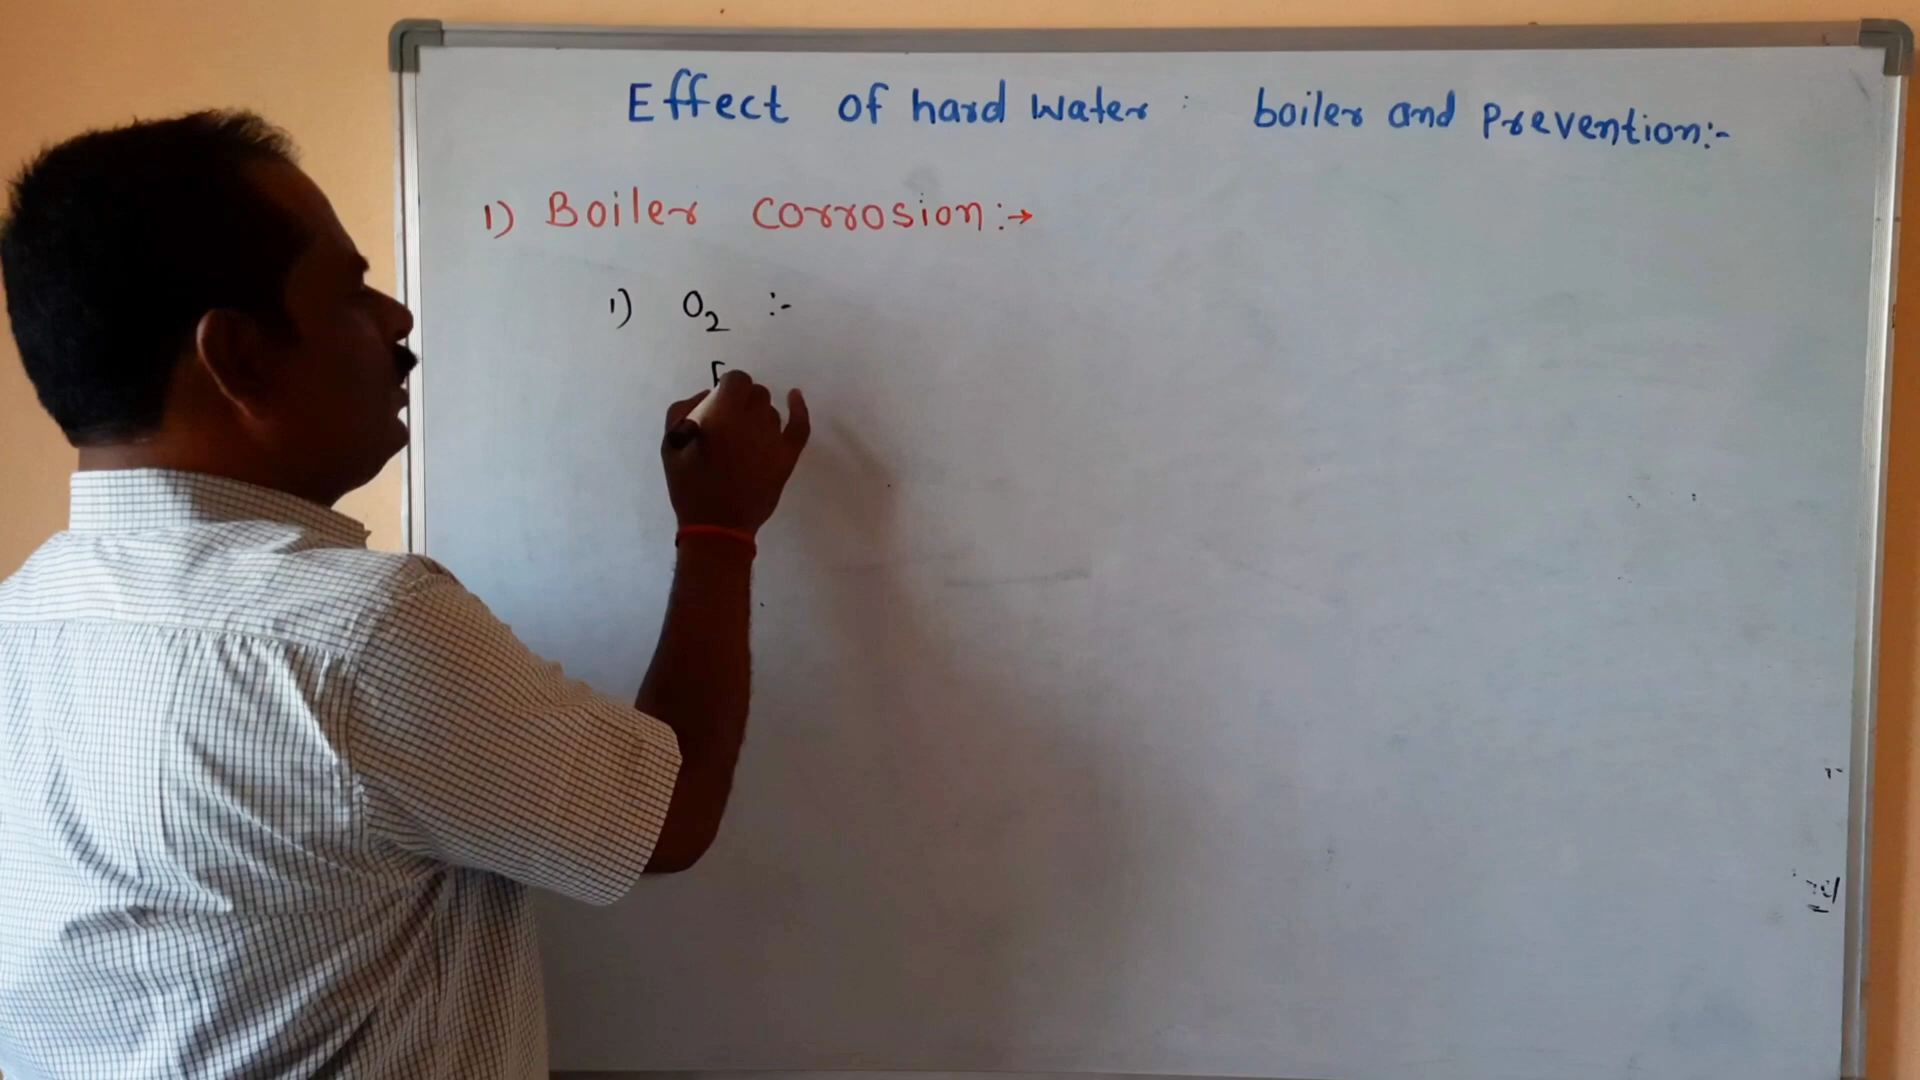 Effect of hard water : boiler and prevention:-
1) Boiler corrosion:→
1) O₂ :-
F